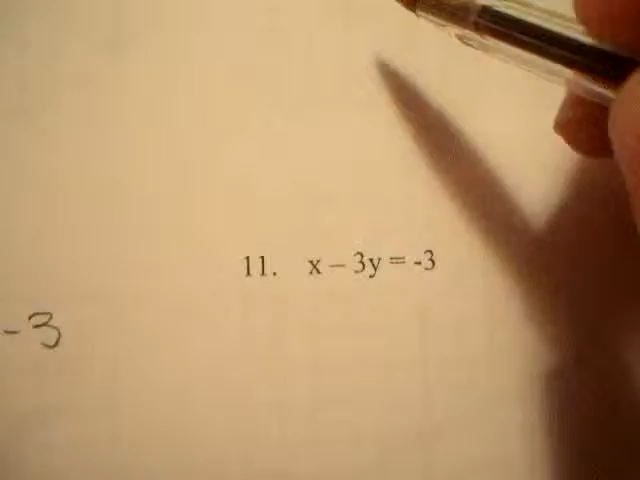 11. x – 3y = -3
-3